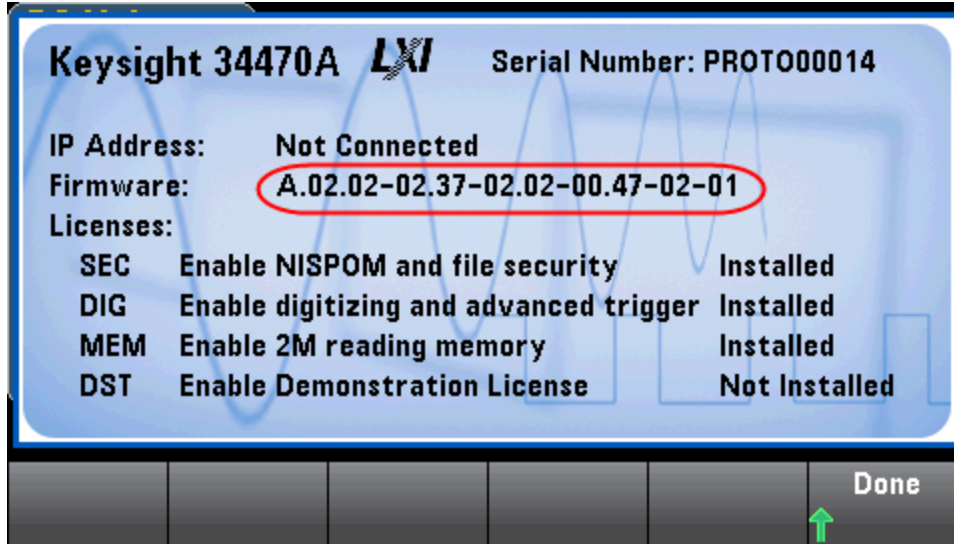 Keysight 34470A LXI Serial Number: PROTO00014
IP Address: Not Connected
Firmware: A.02.02-02.37-02.02-00.47-02-01
Licenses:
SEC Enable NISPOM and file security Installed
DIG Enable digitizing and advanced trigger Installed
MEM Enable 2M reading memory Installed
DST Enable Demonstration License Not Installed
Done